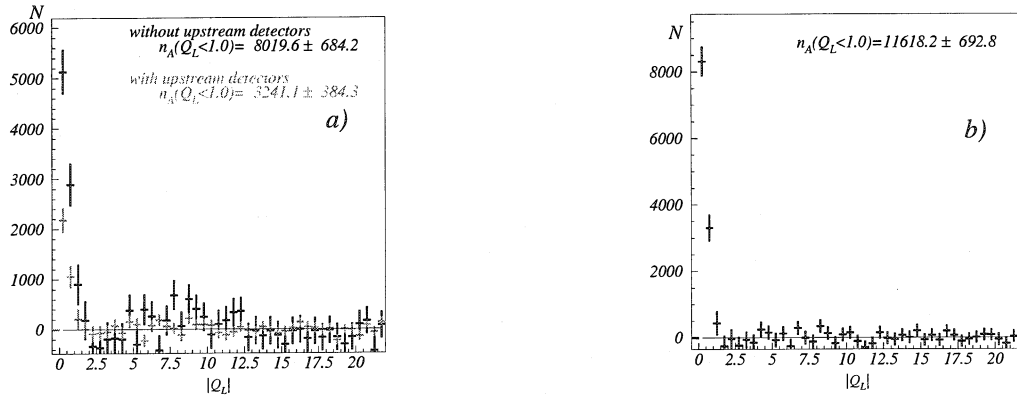 N
6000
5000
4000
3000
2000
1000
0
without upstream detectors
n_A(Q_L<1.0)= 8019.6 ± 684.2
with upstream detectors
n_A(Q_L<1.0)= 3241.1 ± 384.3
a)
0 2.5 5 7.5 10 12.5 15 17.5 20
|Q_L|
N
8000
6000
4000
2000
0
n_A(Q_L<1.0)=11618.2 ± 692.8
b)
0 2.5 5 7.5 10 12.5 15 17.5 20
|Q_L|